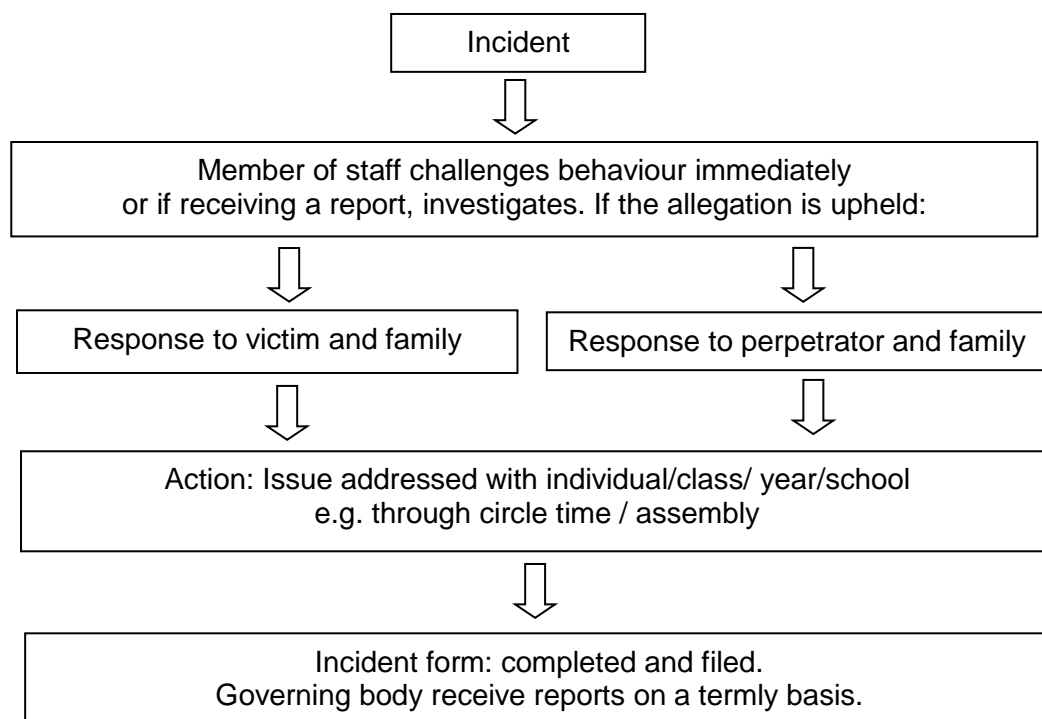 Incident
Member of staff challenges behaviour immediately
or if receiving a report, investigates. If the allegation is upheld:
Response to victim and family
Response to perpetrator and family
Action: Issue addressed with individual/class/ year/school
e.g. through circle time / assembly
Incident form: completed and filed.
Governing body receive reports on a termly basis.